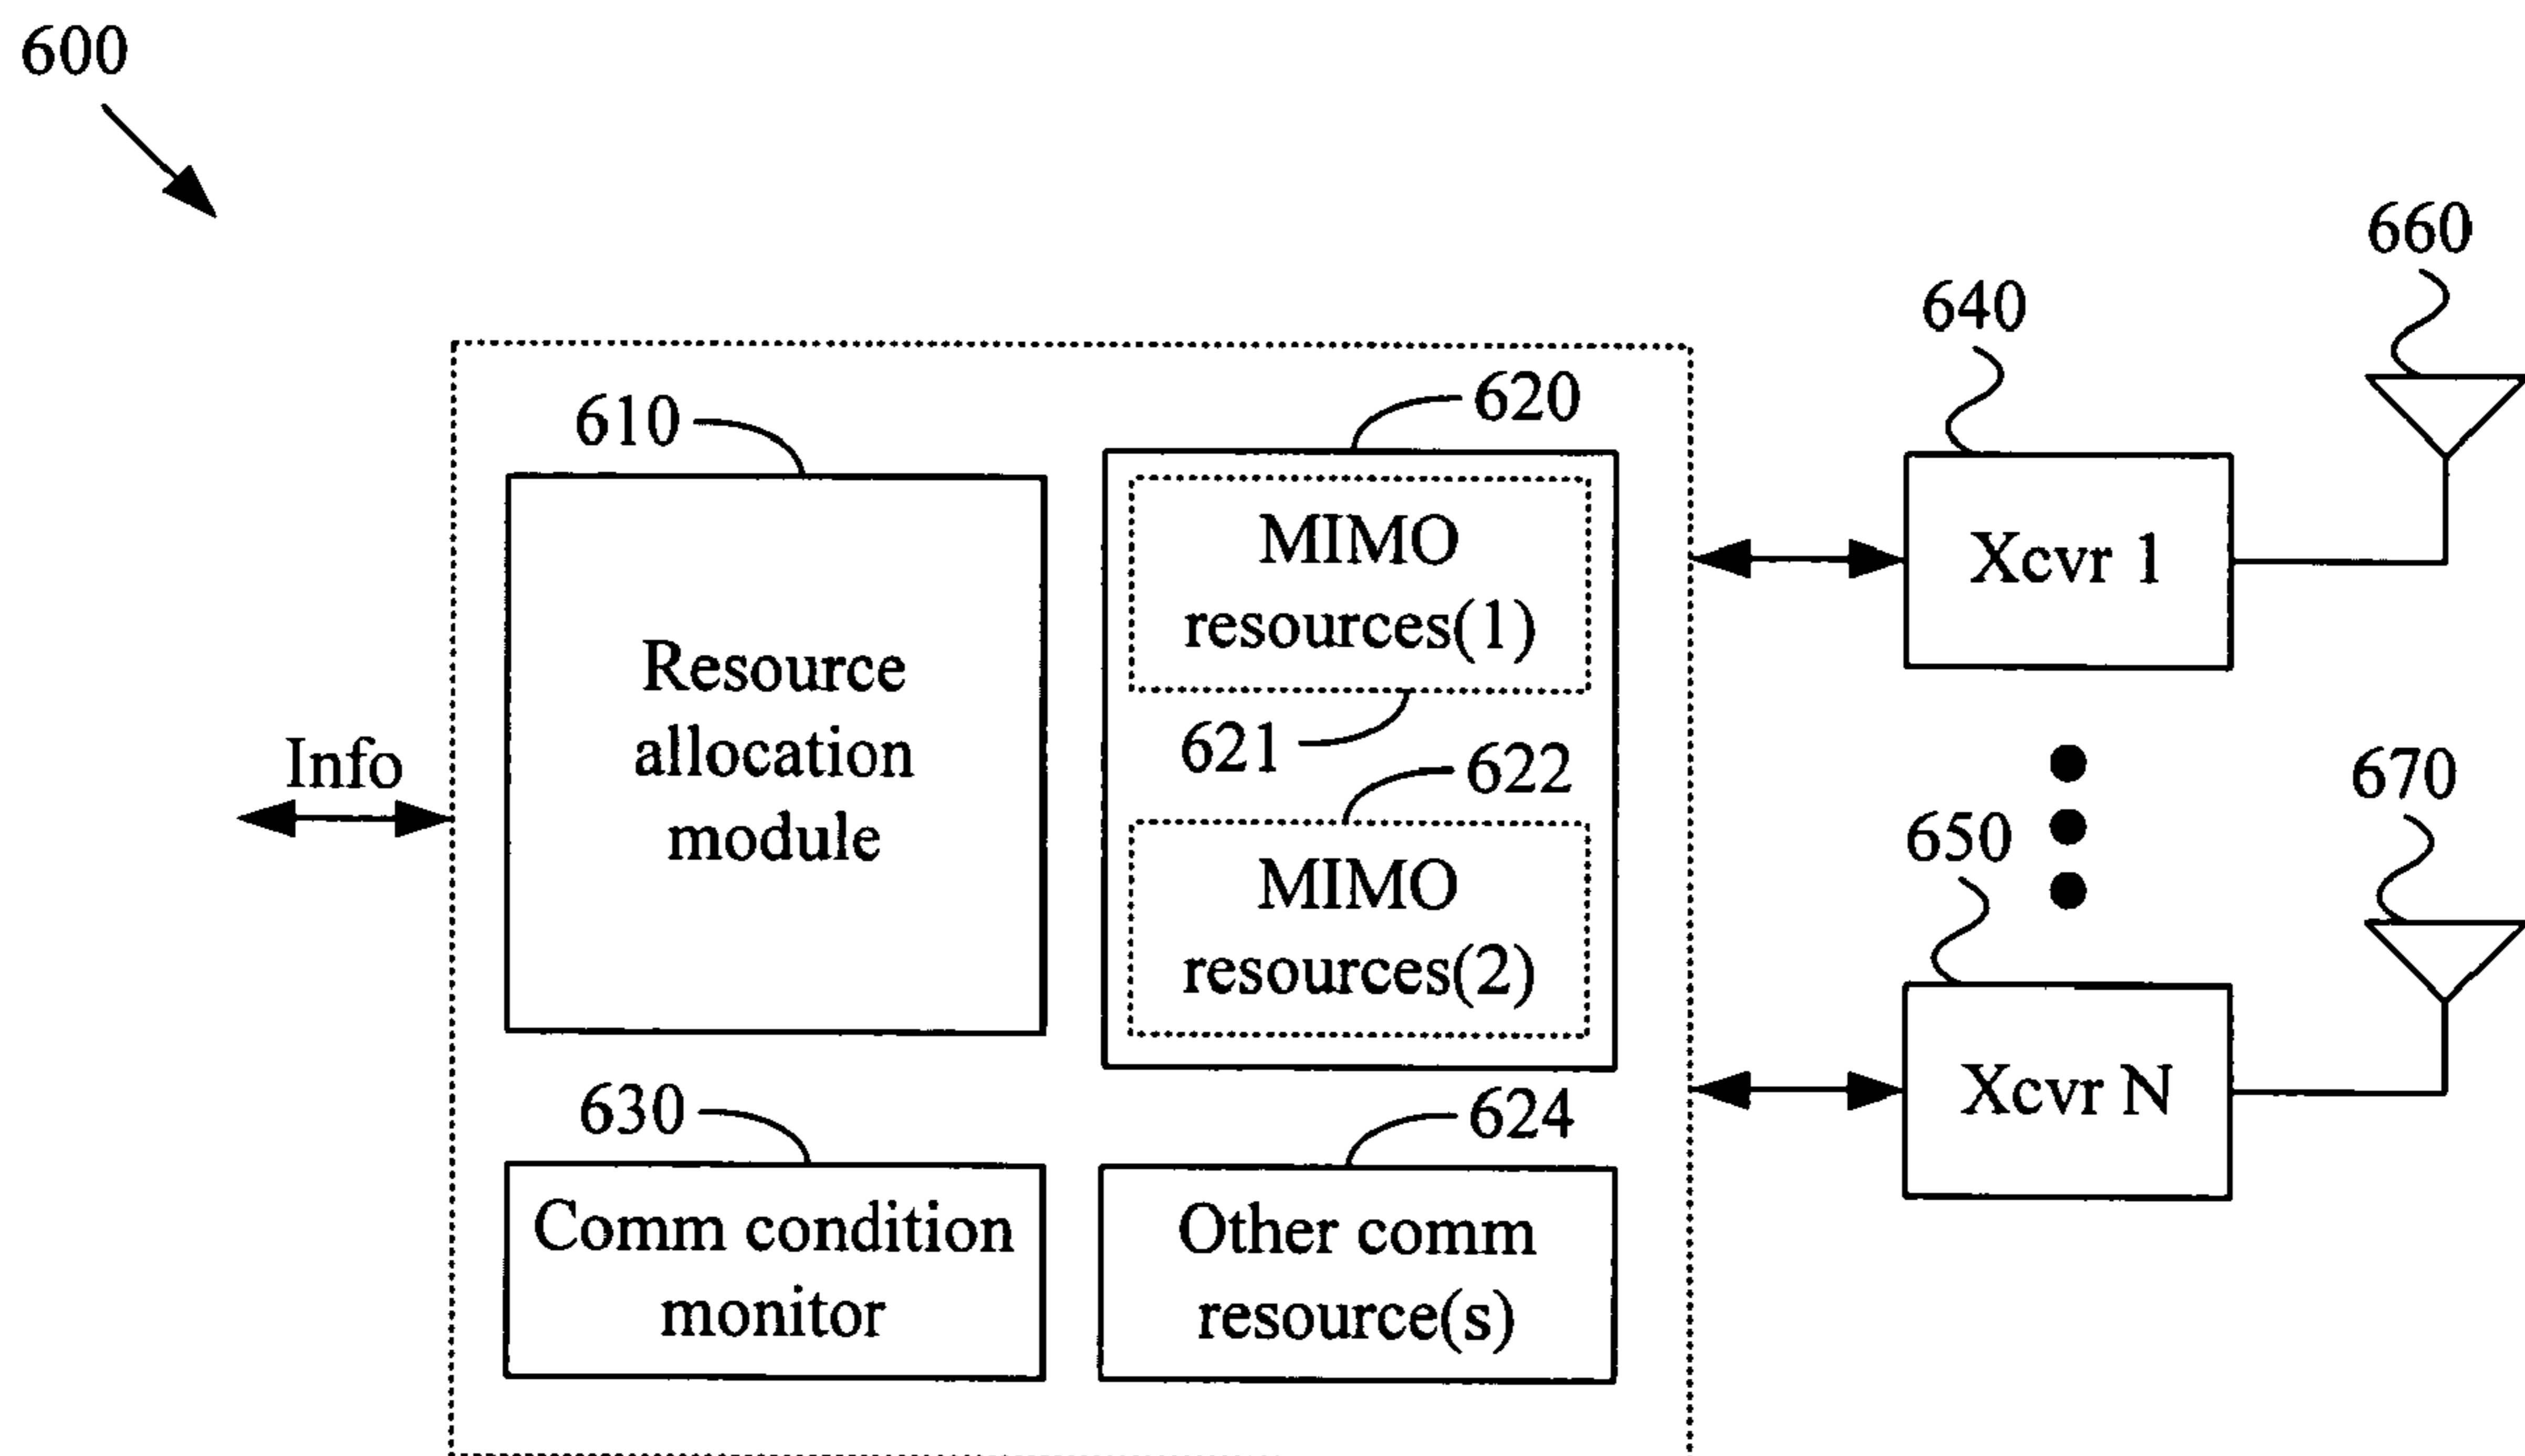 600
660
640
620
610
MIMO
resources(1)
Xcvr 1
Resource
allocation
module
621
622
Info
670
650
MIMO
resources(2)
Xcvr N
630
624
Comm condition
monitor
Other comm
resource(s)